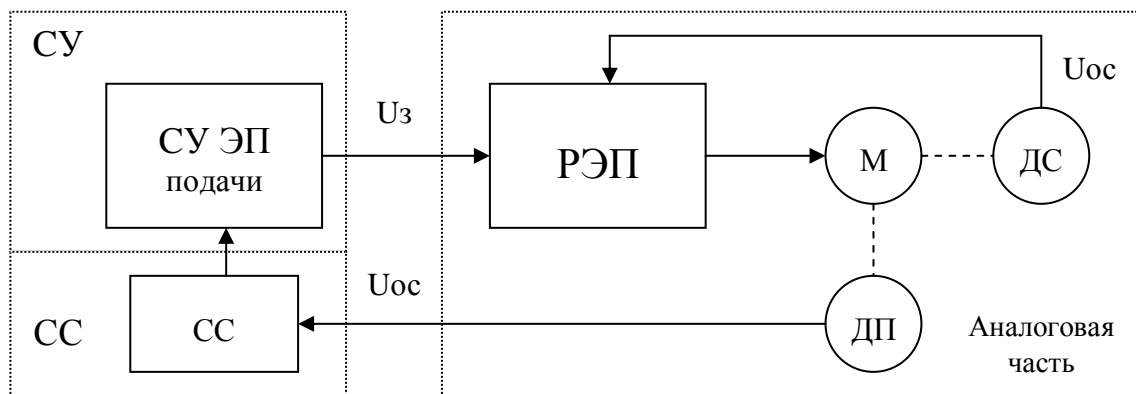 СУ
СУ ЭП
подачи
Uз
РЭП
М
ДС
Uос
СС
СС
Uос
ДП
Аналоговая
часть